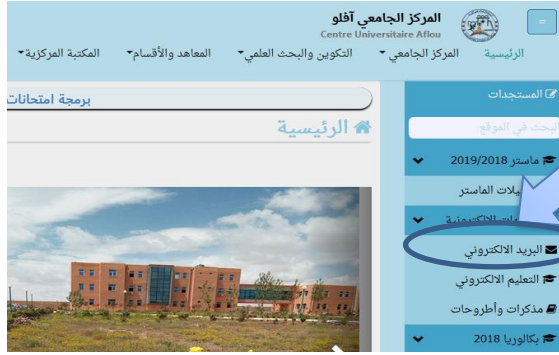 المركز الجامعي آفلو
Centre Universitaire Aflou
الرئيسية
المركز الجامعي
التكوين والبحث العلمي
المعاهد والأقسام
المكتبة المركزية
المستجدات
برمجة امتحانات
البحث في الموقع
الرئيسية
ماستر 2019/2018
الماستر
الالكترونية
البريد الالكتروني
التعليم الالكتروني
مذكرات وأطروحات
بكالوريا 2018